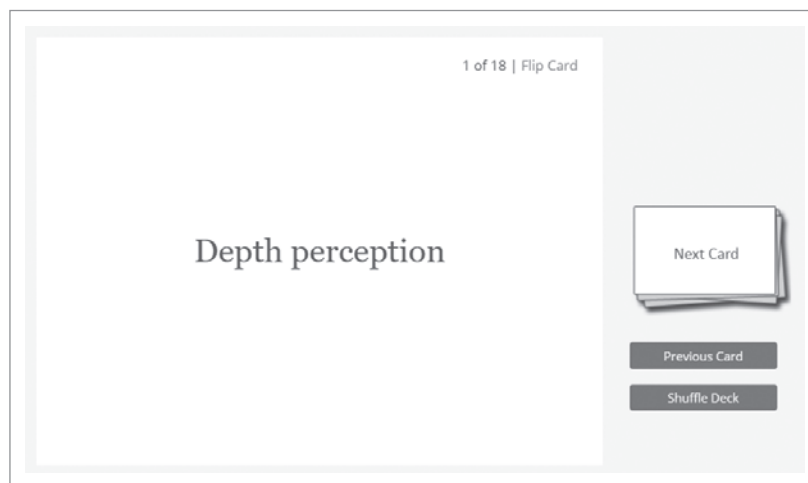 1 of 18 | Flip Card
Depth perception
Next Card
Previous Card
Shuffle Deck